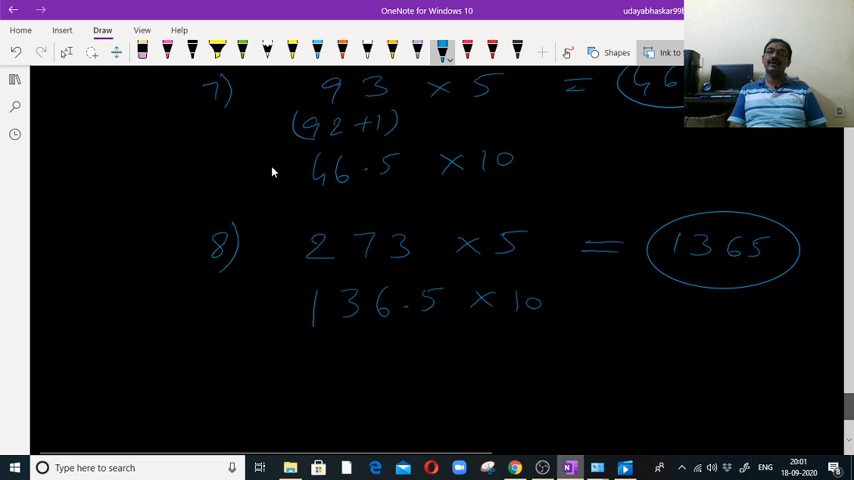 OneNote for Windows 10
udayabhaskar99
Home Insert Draw View Help
Shapes Ink to
7) 93 × 5 = 46
(92+1)
46.5 × 10
8) 273 × 5 = 1365
136.5 × 10
Type here to search
ENG
20:01
18-09-2020